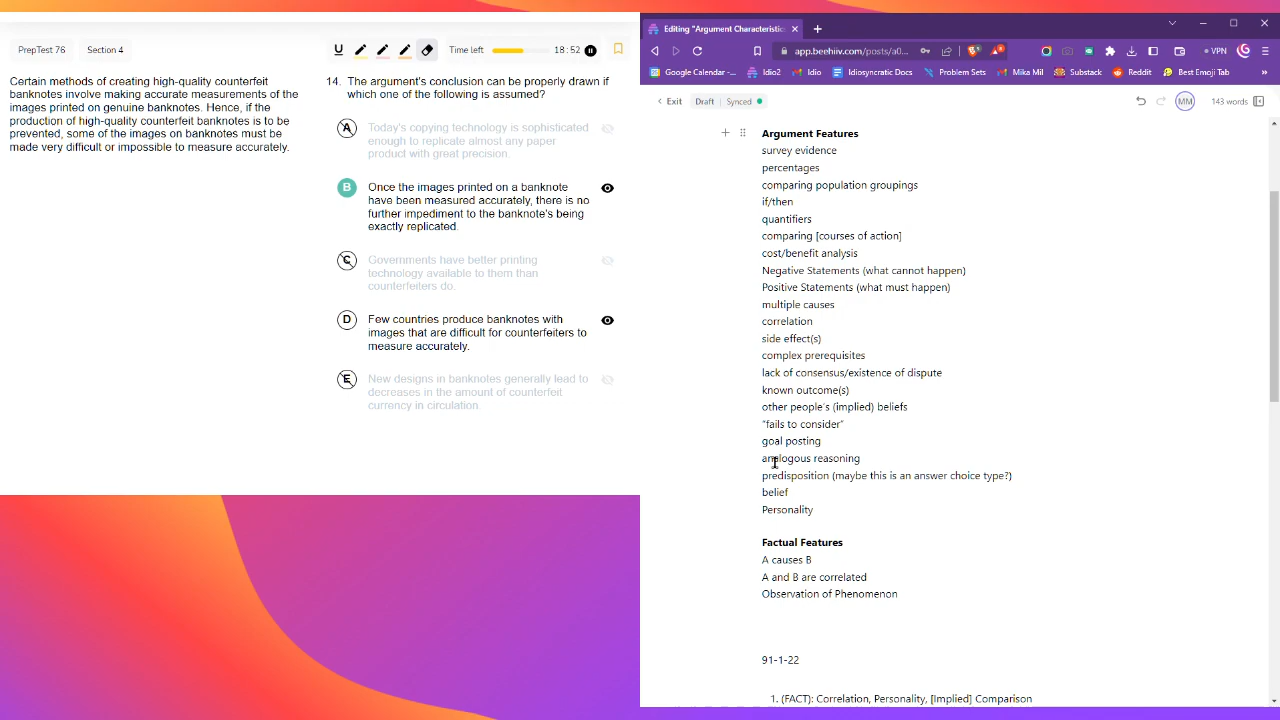 PrepTest 76
Section 4
U
Time left
18:52
Certain methods of creating high-quality counterfeit
banknotes involve making accurate measurements of the
images printed on genuine banknotes. Hence, if the
production of high-quality counterfeit banknotes is to be
prevented, some of the images on banknotes must be
made very difficult or impossible to measure accurately.
14. The argument's conclusion can be properly drawn if
which one of the following is assumed?
A
Today's copying technology is sophisticated
enough to replicate almost any paper
product with great precision.
B
Once the images printed on a banknote
have been measured accurately, there is no
further impediment to the banknote's being
exactly replicated.
C
Governments have better printing
technology available to them than
counterfeiters do.
D
Few countries produce banknotes with
images that are difficult for counterfeiters to
measure accurately.
E
New designs in banknotes generally lead to
decreases in the amount of counterfeit
currency in circulation.
Editing "Argument Characteristic
app.beehiiv.com/posts/a0...
VPN
Google Calendar -...
Idio2
Idio
Idiosyncratic Docs
Problem Sets
Mika Mil
Substack
Reddit
Best Emoji Tab
»
Exit
Draft
Synced
MM
143 words
Argument Features
survey evidence
percentages
comparing population groupings
if/then
quantifiers
comparing [courses of action]
cost/benefit analysis
Negative Statements (what cannot happen)
Positive Statements (what must happen)
multiple causes
correlation
side effect(s)
complex prerequisites
lack of consensus/existence of dispute
known outcome(s)
other people's (implied) beliefs
"fails to consider"
goal posting
analogous reasoning
predisposition (maybe this is an answer choice type?)
belief
Personality
Factual Features
A causes B
A and B are correlated
Observation of Phenomenon
91-1-22
1. (FACT): Correlation, Personality, [Implied] Comparison